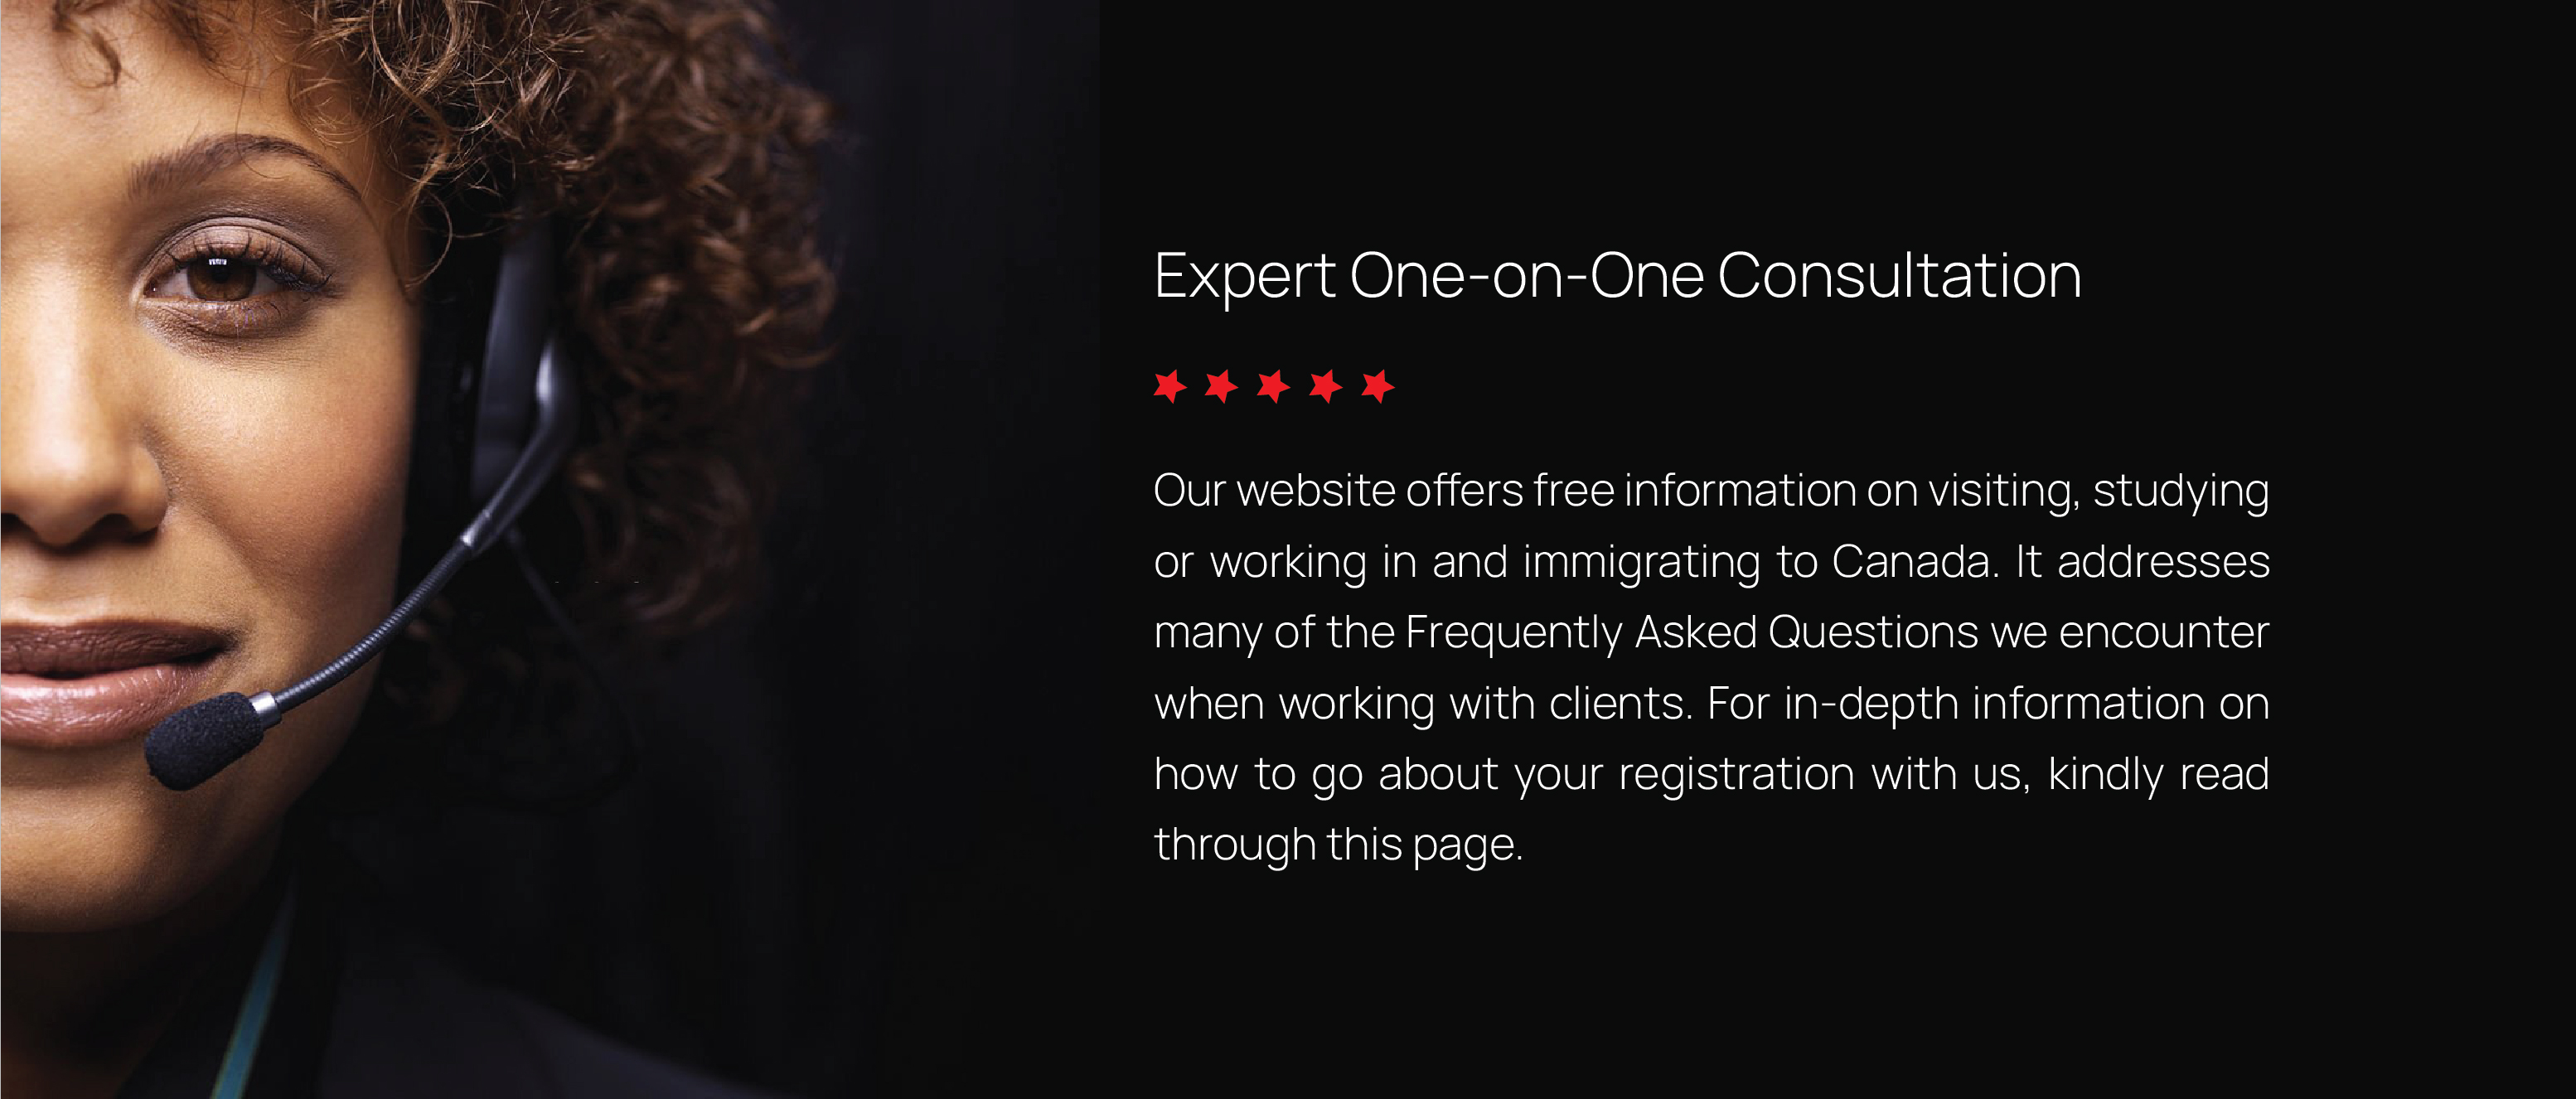 Expert One-on-One Consultation
Our website offers free information on visiting, studying
or working in and immigrating to Canada. It addresses
many of the Frequently Asked Questions we encounter
when working with clients. For in-depth information on
how to go about your registration with us, kindly read
through this page.